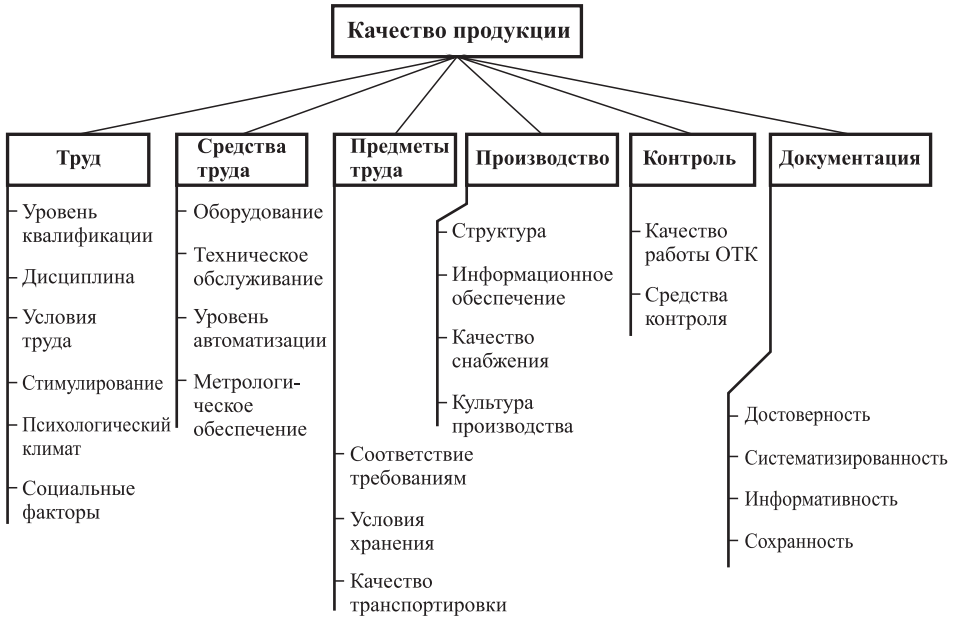 Качество продукции
Труд
Уровень
квалификации
Дисциплина
Условия
труда
Стимулирование
Психологический
климат
Социальные
факторы
Средства
труда
Оборудование
Техническое
обслуживание
Уровень
автоматизации
Метрологи-
ческое
обеспечение
Предметы
труда
Соответствие
требованиям
Условия
хранения
Качество
транспортировки
Производство
Структура
Информационное
обеспечение
Качество
снабжения
Культура
производства
Контроль
Качество
работы ОТК
Средства
контроля
Документация
Достоверность
Систематизированность
Информативность
Сохранность